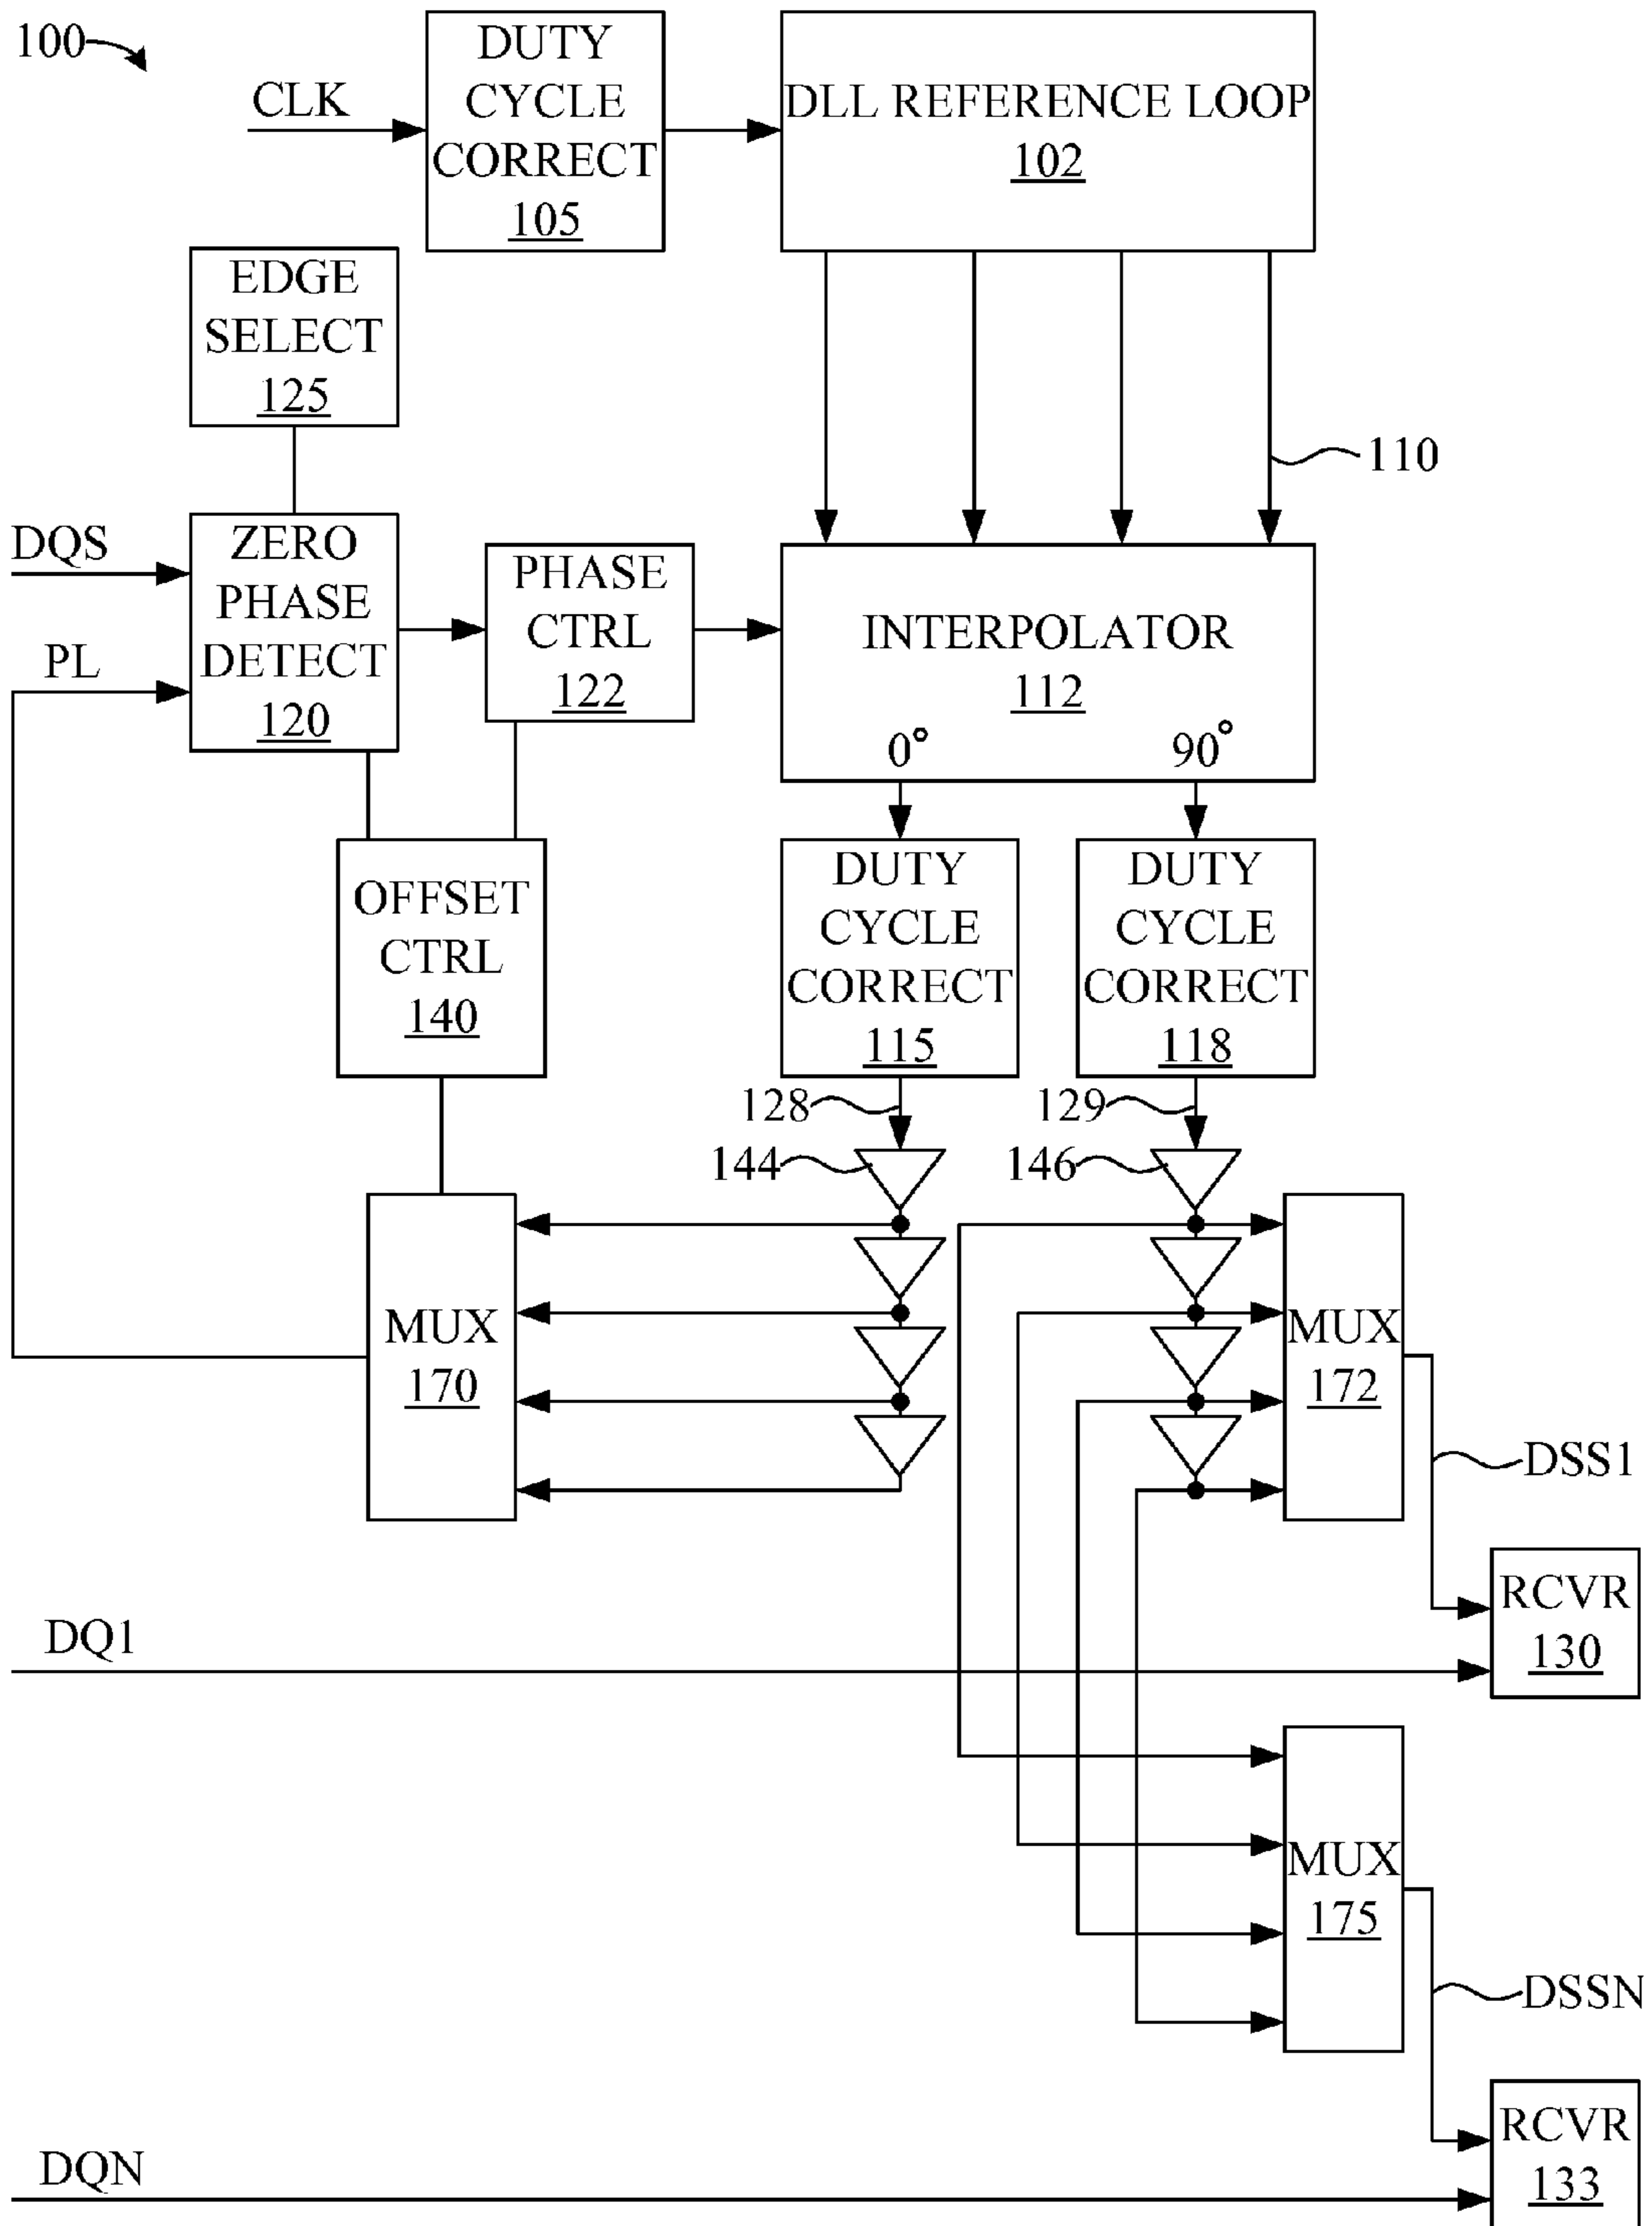 100
CLK
DUTY
CYCLE
CORRECT
105
DLL REFERENCE LOOP
102
EDGE
SELECT
125
110
DQS
PL
ZERO
PHASE
DETECT
120
PHASE
CTRL
122
INTERPOLATOR
112
0°
90°
OFFSET
CTRL
140
DUTY
CYCLE
CORRECT
115
DUTY
CYCLE
CORRECT
118
128
129
144
146
MUX
170
MUX
172
DSS1
RCVR
130
DQ1
MUX
175
DSSN
RCVR
133
DQN